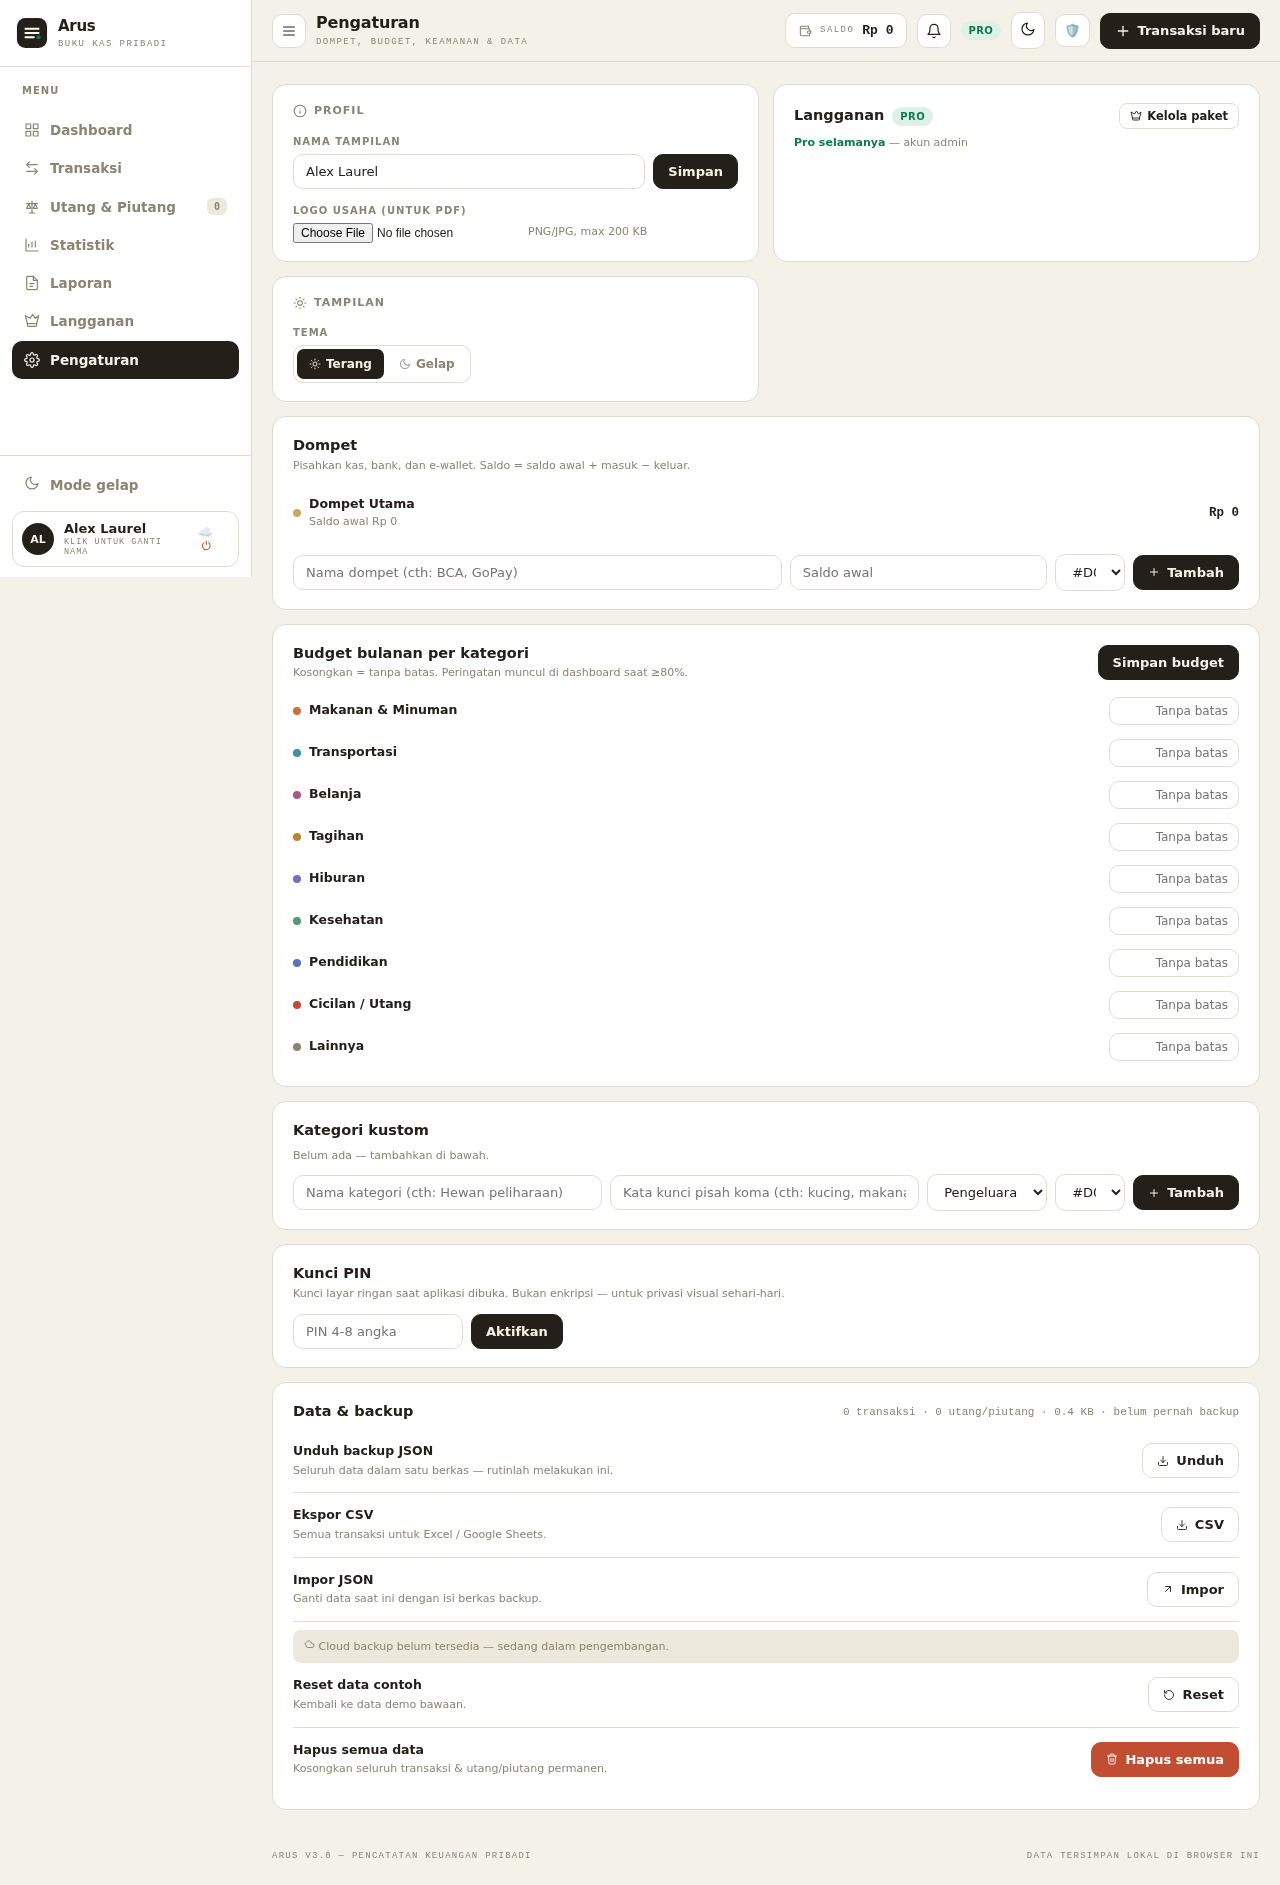 Arus
BUKU KAS PRIBADI
MENU
Dashboard
Transaksi
Utang & Piutang 0
Statistik
Laporan
Langganan
Pengaturan
Mode gelap
AL
Alex Laurel
KLIK UNTUK GANTI
NAMA
Pengaturan
DOMPET, BUDGET, KEAMANAN & DATA
SALDO Rp 0
PRO
Transaksi baru
PROFIL
NAMA TAMPILAN
Alex Laurel
Simpan
LOGO USAHA (UNTUK PDF)
Choose File No file chosen
PNG/JPG, max 200 KB
Langganan PRO
Kelola paket
Pro selamanya — akun admin
TAMPILAN
TEMA
Terang
Gelap
Dompet
Pisahkan kas, bank, dan e-wallet. Saldo = saldo awal + masuk − keluar.
Dompet Utama
Saldo awal Rp 0
Rp 0
Nama dompet (cth: BCA, GoPay)
Saldo awal
Tambah
Budget bulanan per kategori
Kosongkan = tanpa batas. Peringatan muncul di dashboard saat ≥80%.
Simpan budget
Makanan & Minuman
Tanpa batas
Transportasi
Tanpa batas
Belanja
Tanpa batas
Tagihan
Tanpa batas
Hiburan
Tanpa batas
Kesehatan
Tanpa batas
Pendidikan
Tanpa batas
Cicilan / Utang
Tanpa batas
Lainnya
Tanpa batas
Kategori kustom
Belum ada — tambahkan di bawah.
Nama kategori (cth: Hewan peliharaan)
Kata kunci pisah koma (cth: kucing, makana
Pengeluara
Tambah
Kunci PIN
Kunci layar ringan saat aplikasi dibuka. Bukan enkripsi — untuk privasi visual sehari-hari.
PIN 4-8 angka
Aktifkan
Data & backup
0 transaksi · 0 utang/piutang · 0.4 KB · belum pernah backup
Unduh backup JSON
Seluruh data dalam satu berkas — rutinlah melakukan ini.
Unduh
Ekspor CSV
Semua transaksi untuk Excel / Google Sheets.
CSV
Impor JSON
Ganti data saat ini dengan isi berkas backup.
Impor
Cloud backup belum tersedia — sedang dalam pengembangan.
Reset data contoh
Kembali ke data demo bawaan.
Reset
Hapus semua data
Kosongkan seluruh transaksi & utang/piutang permanen.
Hapus semua
ARUS V3.0 — PENCATATAN KEUANGAN PRIBADI
DATA TERSIMPAN LOKAL DI BROWSER INI